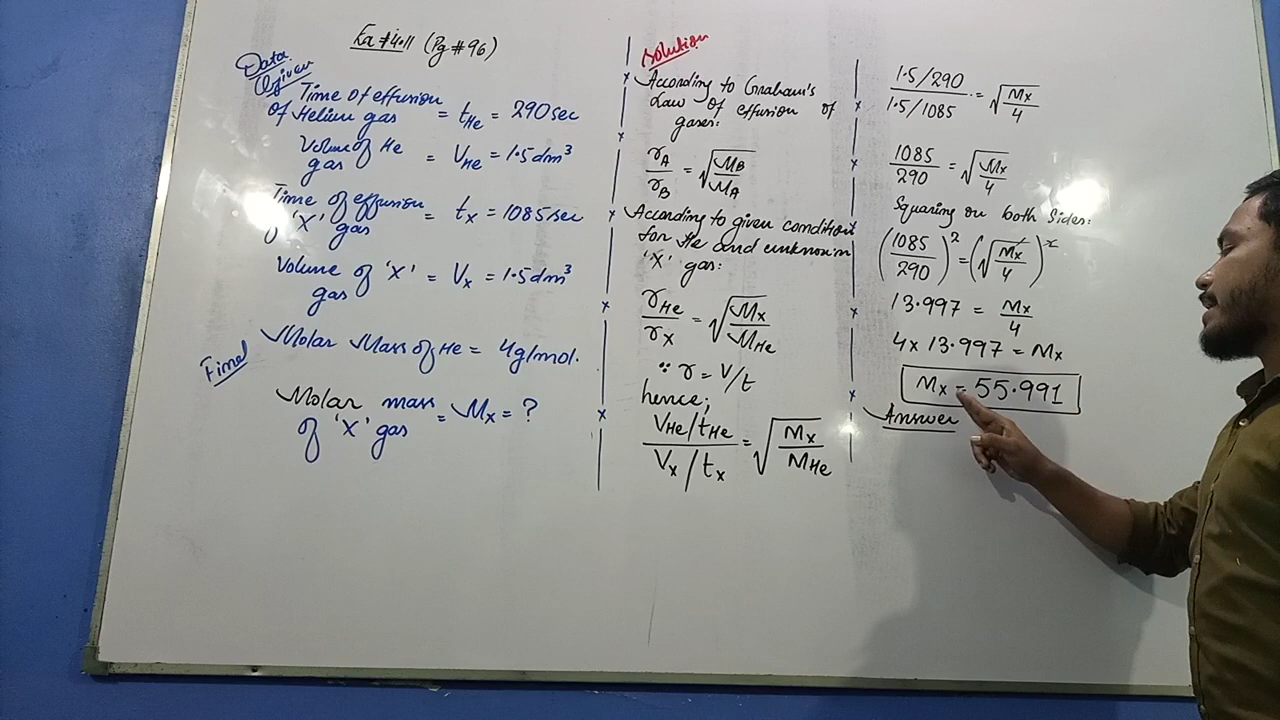 Ex # 4.11 (Pg # 96)
Data
Given
Time of effusion
of Helium gas = tHe = 290 sec
Volume of He
gas = VHe = 1.5 dm³
Time of effusion
of 'X' gas = tx = 1085 sec
Volume of 'X'
gas = Vx = 1.5 dm³
Molar Mass of He = 4g/mol.
Find
Molar mass
of 'X' gas = Mx = ?
Solution
According to Graham's
Law of effusion of
gases:
rA/rB = √(MB/MA)
According to given condition
for He and unknown
'X' gas:
rHe/rX = √(Mx/MHe)
∵ r = V/t
hence;
(VHe/tHe)/(Vx/tx) = √(Mx/MHe)
(1.5/290)/(1.5/1085) = √(Mx/4)
1085/290 = √(Mx/4)
Squaring on both sides:
(1085/290)² = (√(Mx/4))²
13.997 = Mx/4
4 x 13.997 = Mx
Mx = 55.991
Answer